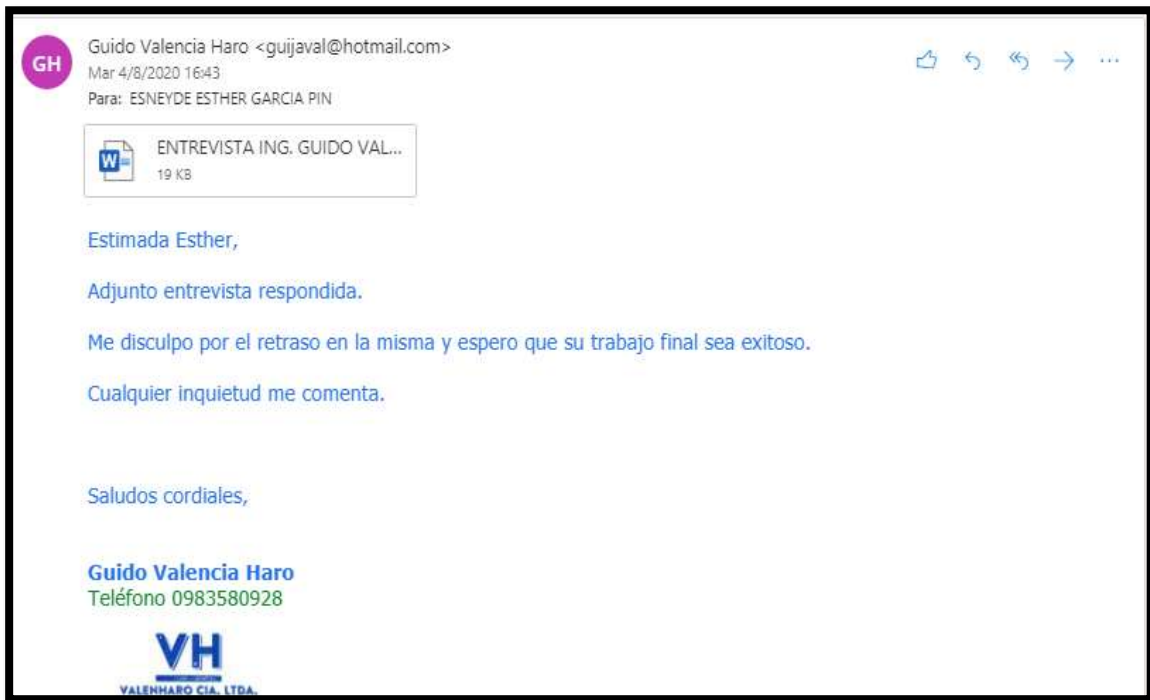 GH
Guido Valencia Haro <guijaval@hotmail.com>
Mar 4/8/2020 16:43
Para: ESNEYDE ESTHER GARCIA PIN
ENTREVISTA ING. GUIDO VAL...
19 KB
Estimada Esther,
Adjunto entrevista respondida.
Me disculpo por el retraso en la misma y espero que su trabajo final sea exitoso.
Cualquier inquietud me comenta.
Saludos cordiales,
Guido Valencia Haro
Teléfono 0983580928
VH
VALENHARO CIA. LTDA.